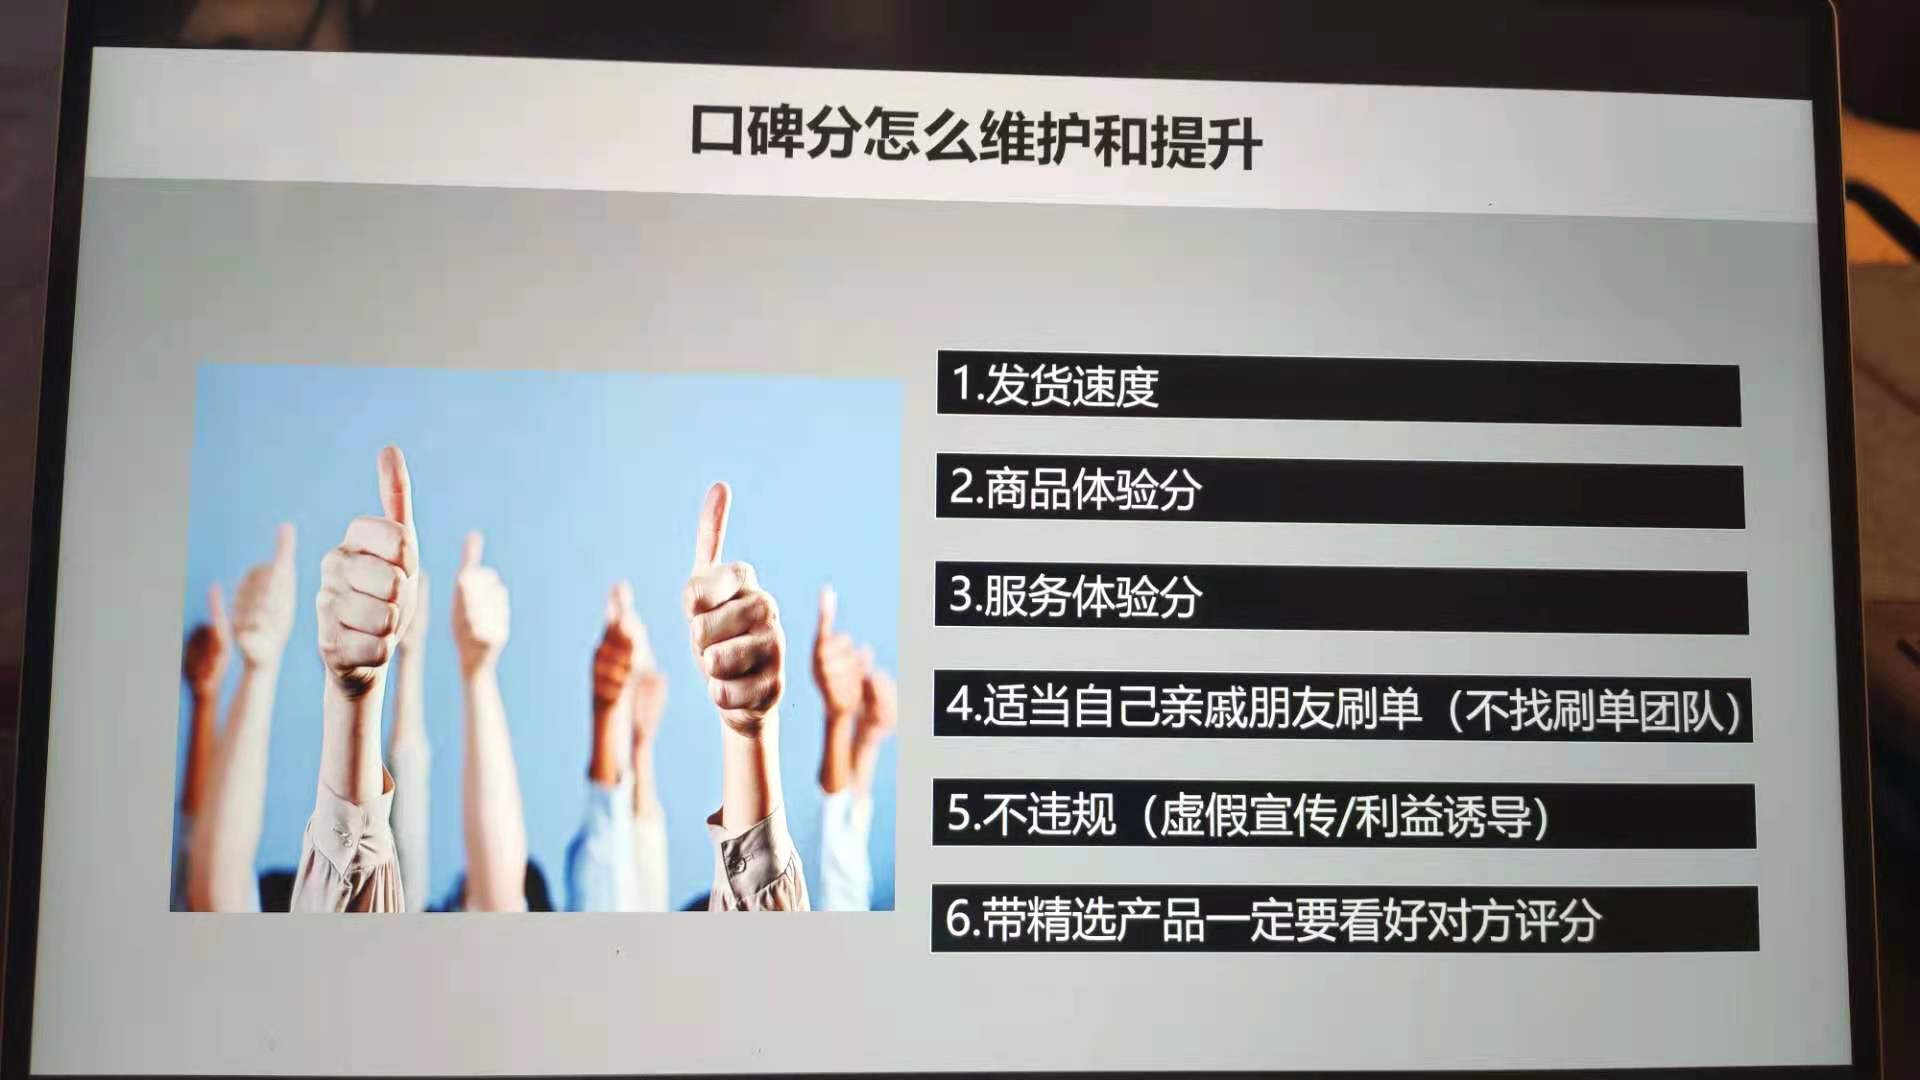 口碑分怎么维护和提升
1.发货速度
2.商品体验分
3.服务体验分
4.适当自己亲戚朋友刷单（不找刷单团队）
5.不违规（虚假宣传/利益诱导）
6.带精选产品一定要看好对方评分